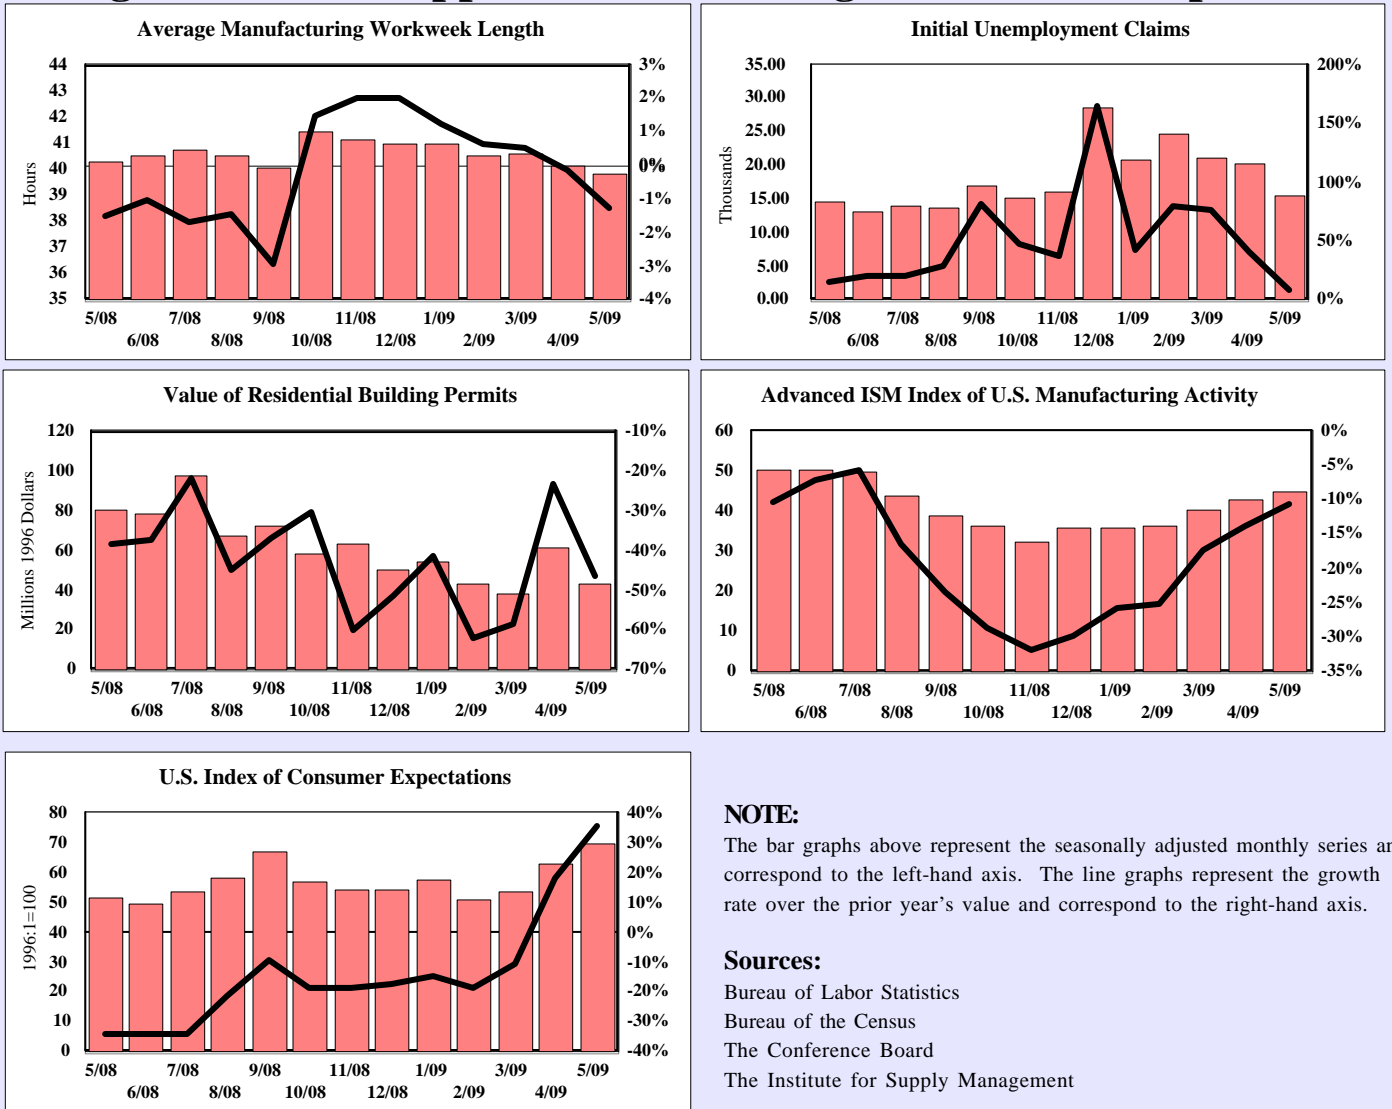 Average Manufacturing Workweek Length
44
43
42
41
40
39
38
37
36
35
Hours
3%
2%
1%
0%
-1%
-2%
-3%
-4%
5/08 7/08 9/08 11/08 1/09 3/09 5/09
6/08 8/08 10/08 12/08 2/09 4/09
Initial Unemployment Claims
35.00
30.00
25.00
20.00
15.00
10.00
5.00
0.00
Thousands
200%
150%
100%
50%
0%
5/08 7/08 9/08 11/08 1/09 3/09 5/09
6/08 8/08 10/08 12/08 2/09 4/09
Value of Residential Building Permits
120
100
80
60
40
20
0
Millions 1996 Dollars
-10%
-20%
-30%
-40%
-50%
-60%
-70%
5/08 7/08 9/08 11/08 1/09 3/09 5/09
6/08 10/08 12/08 2/09 4/09
8/08
Advanced ISM Index of U.S. Manufacturing Activity
60
50
40
30
20
10
0
0%
-5%
-10%
-15%
-20%
-25%
-30%
-35%
5/08 7/08 9/08 11/08 1/09 3/09 5/09
6/08 8/08 10/08 12/08 2/09 4/09
U.S. Index of Consumer Expectations
80
70
60
50
40
30
20
10
0
1996:1=100
40%
30%
20%
10%
0%
-10%
-20%
-30%
-40%
5/08 7/08 9/08 11/08 1/09 3/09 5/09
6/08 8/08 10/08 12/08 2/09 4/09
NOTE:
The bar graphs above represent the seasonally adjusted monthly series
correspond to the left-hand axis. The line graphs represent the growth
rate over the prior year's value and correspond to the right-hand axis.
Sources:
Bureau of Labor Statistics
Bureau of the Census
The Conference Board
The Institute for Supply Management